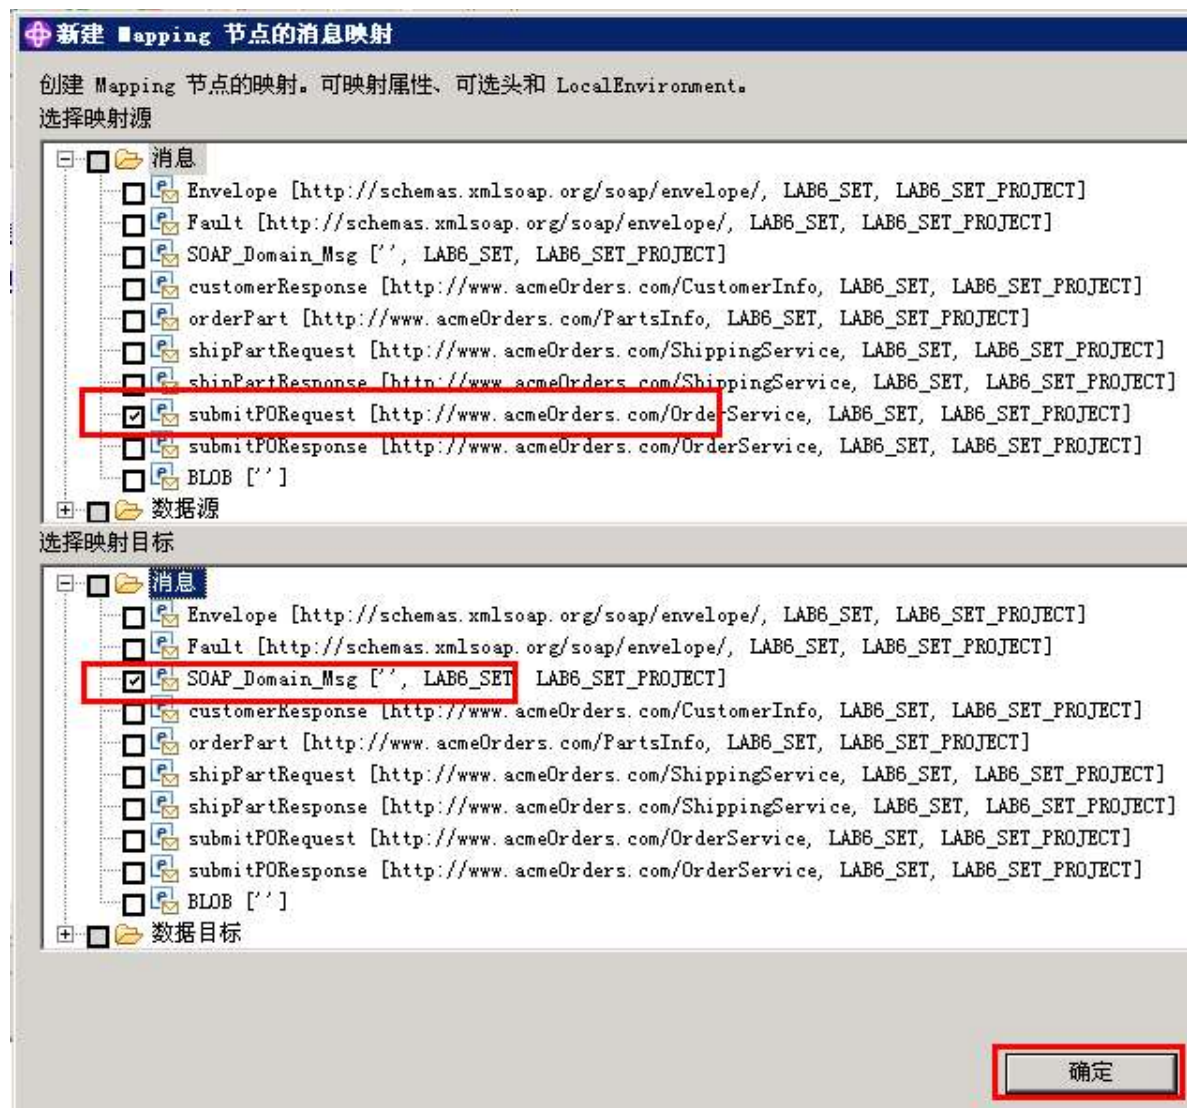 新建 Mapping 节点的消息映射
创建 Mapping 节点的映射。可映射属性、可选头和 LocalEnvironment。
选择映射源
消息
Envelope [http://schemas.xmlsoap.org/soap/envelope/, LAB6_SET, LAB6_SET_PROJECT]
Fault [http://schemas.xmlsoap.org/soap/envelope/, LAB6_SET, LAB6_SET_PROJECT]
SOAP_Domain_Msg ['', LAB6_SET, LAB6_SET_PROJECT]
customerResponse [http://www.acmeOrders.com/CustomerInfo, LAB6_SET, LAB6_SET_PROJECT]
orderPart [http://www.acmeOrders.com/PartsInfo, LAB6_SET, LAB6_SET_PROJECT]
shipPartRequest [http://www.acmeOrders.com/ShippingService, LAB6_SET, LAB6_SET_PROJECT]
shipPartResponse [http://www.acmeOrders.com/ShippingService, LAB6_SET, LAB6_SET_PROJECT]
submitPORequest [http://www.acmeOrders.com/OrderService, LAB6_SET, LAB6_SET_PROJECT]
submitPOResponse [http://www.acmeOrders.com/OrderService, LAB6_SET, LAB6_SET_PROJECT]
BLOB ['']
数据源
选择映射目标
消息
Envelope [http://schemas.xmlsoap.org/soap/envelope/, LAB6_SET, LAB6_SET_PROJECT]
Fault [http://schemas.xmlsoap.org/soap/envelope/, LAB6_SET, LAB6_SET_PROJECT]
SOAP_Domain_Msg ['', LAB6_SET, LAB6_SET_PROJECT]
customerResponse [http://www.acmeOrders.com/CustomerInfo, LAB6_SET, LAB6_SET_PROJECT]
orderPart [http://www.acmeOrders.com/PartsInfo, LAB6_SET, LAB6_SET_PROJECT]
shipPartRequest [http://www.acmeOrders.com/ShippingService, LAB6_SET, LAB6_SET_PROJECT]
shipPartResponse [http://www.acmeOrders.com/ShippingService, LAB6_SET, LAB6_SET_PROJECT]
submitPORequest [http://www.acmeOrders.com/OrderService, LAB6_SET, LAB6_SET_PROJECT]
submitPOResponse [http://www.acmeOrders.com/OrderService, LAB6_SET, LAB6_SET_PROJECT]
BLOB ['']
数据目标
确定